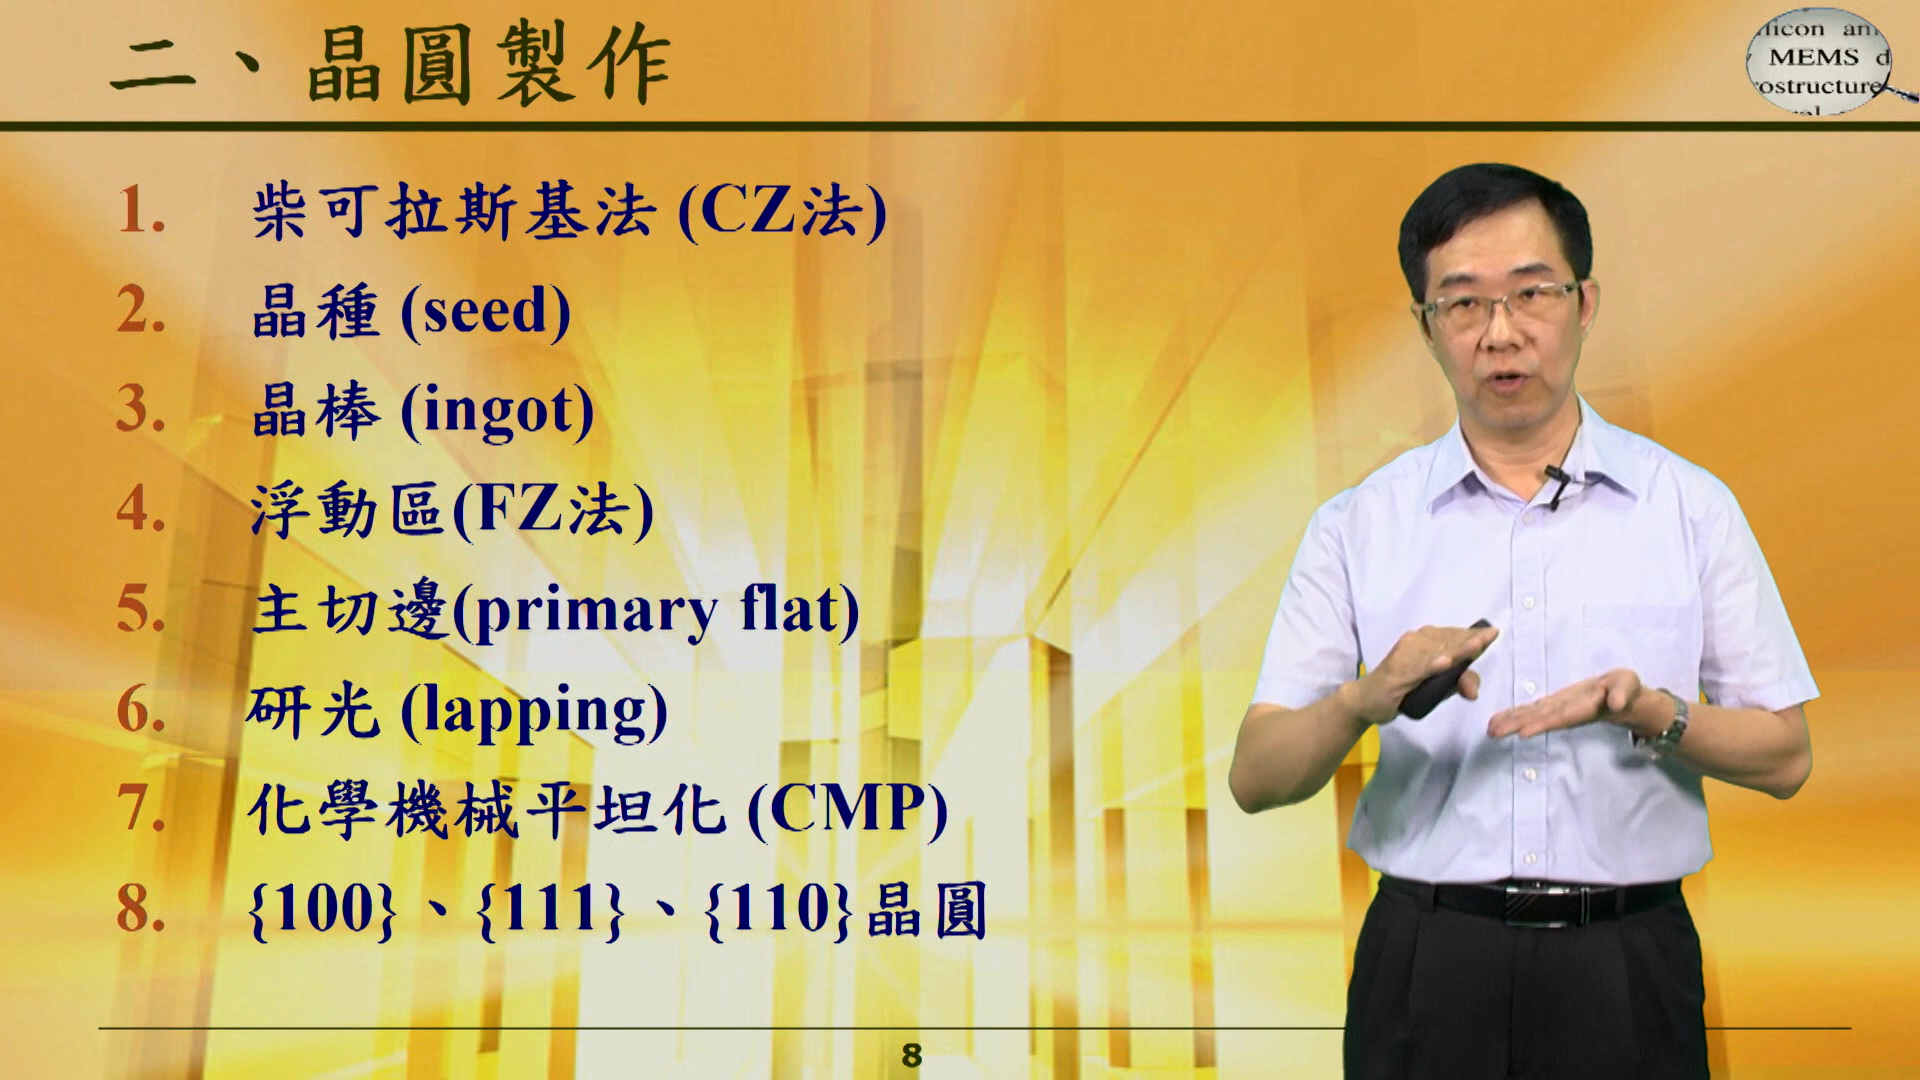 二、晶圓製作
licon an
MEMS d
ostructure
1. 柴可拉斯基法 (CZ法)
2. 晶種 (seed)
3. 晶棒 (ingot)
4. 浮動區(FZ法)
5. 主切邊(primary flat)
6. 研光 (lapping)
7. 化學機械平坦化 (CMP)
8. {100}、{111}、{110}晶圓
8